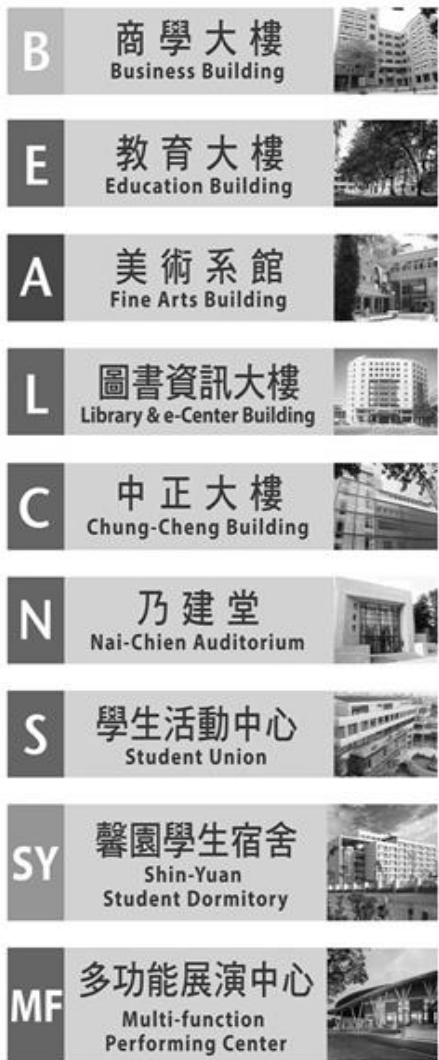 B
商學大樓
Business Building
E
教育大樓
Education Building
A
美術系館
Fine Arts Building
L
圖書資訊大樓
Library & e-Center Building
C
中正大樓
Chung-Cheng Building
N
乃建堂
Nai-Chien Auditorium
S
學生活動中心
Student Union
SY
馨園學生宿舍
Shin-Yuan
Student Dormitory
MF
多功能展演中心
Multi-function
Performing Center